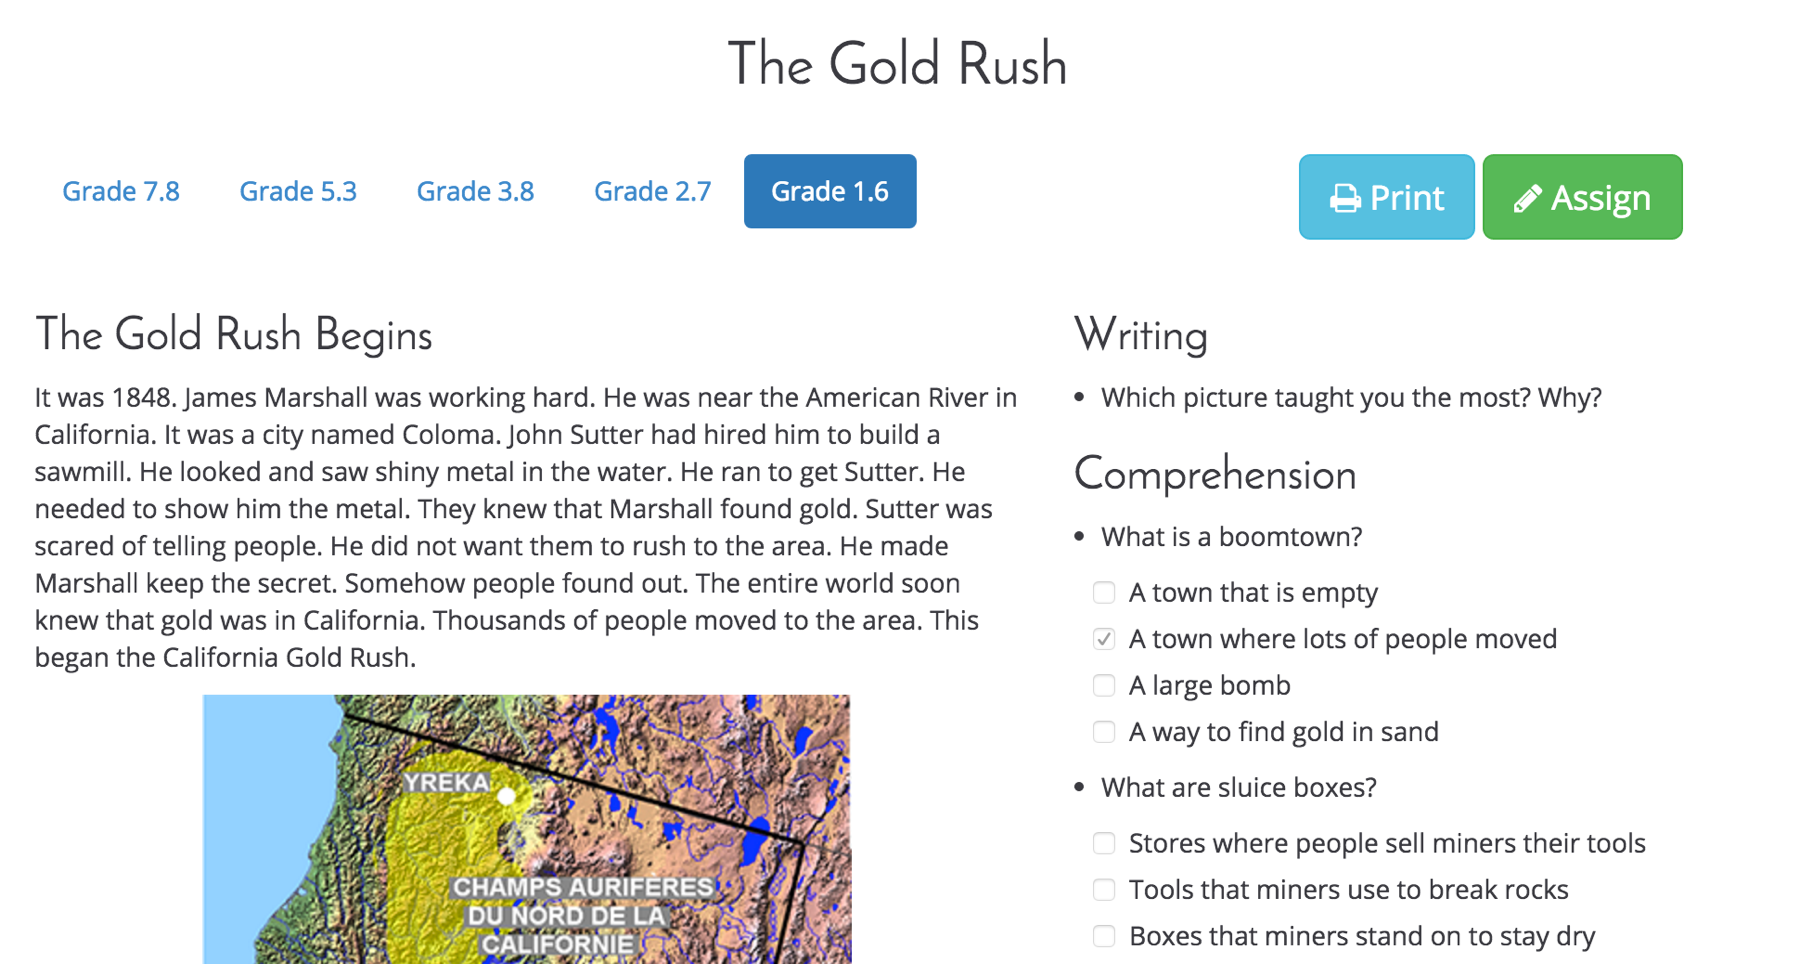 The Gold Rush
Grade 7.8
Grade 5.3
Grade 3.8
Grade 2.7
Grade 1.6
Print
Assign
The Gold Rush Begins
It was 1848. James Marshall was working hard. He was near the American River in
California. It was a city named Coloma. John Sutter had hired him to build a
sawmill. He looked and saw shiny metal in the water. He ran to get Sutter. He
needed to show him the metal. They knew that Marshall found gold. Sutter was
scared of telling people. He did not want them to rush to the area. He made
Marshall keep the secret. Somehow people found out. The entire world soon
knew that gold was in California. Thousands of people moved to the area. This
began the California Gold Rush.
YREKA
CHAMPS AURIFERES
DU NORD DE LA
CALIFORNIE
Writing
Which picture taught you the most? Why?
Comprehension
What is a boomtown?
A town that is empty
A town where lots of people moved
A large bomb
A way to find gold in sand
What are sluice boxes?
Stores where people sell miners their tools
Tools that miners use to break rocks
Boxes that miners stand on to stay dry